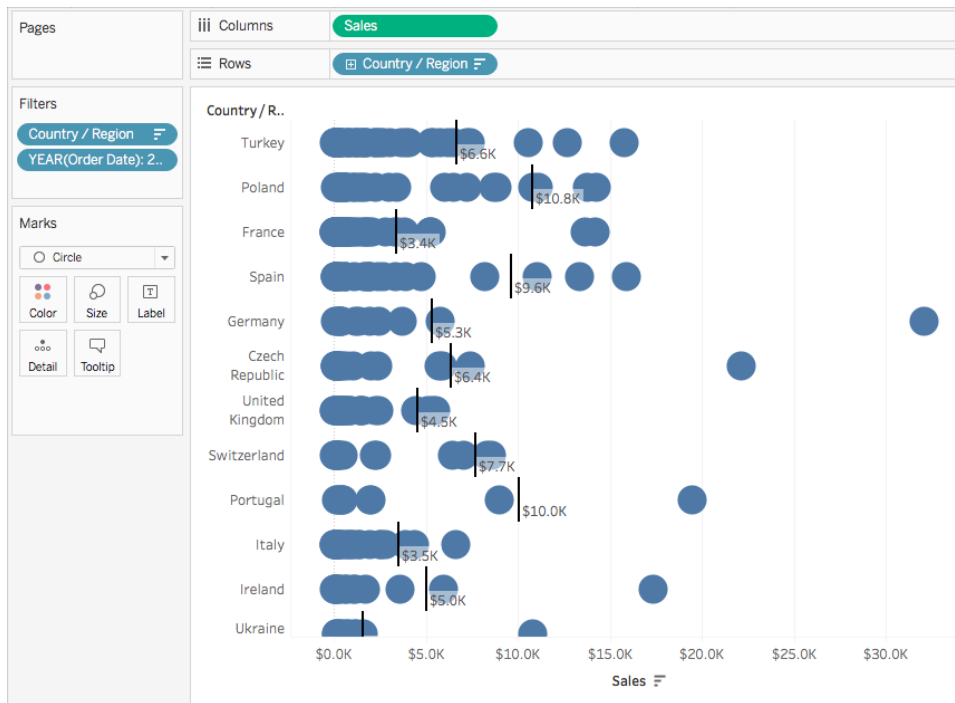 Pages
Columns
Sales
Rows
Country / Region
Filters
Country / Region
YEAR(Order Date): 2..
Marks
Circle
Color
Size
Label
T
Detail
Tooltip
Country / R..
Turkey
$6.6K
Poland
$10.8K
France
$3.4K
Spain
$9.6K
Germany
$5.3K
Czech
Republic
$6.4K
United
Kingdom
$4.5K
Switzerland
$7.7K
Portugal
$10.0K
Italy
$3.5K
Ireland
$5.0K
Ukraine
$0.0K $5.0K $10.0K $15.0K $20.0K $25.0K $30.0K
Sales